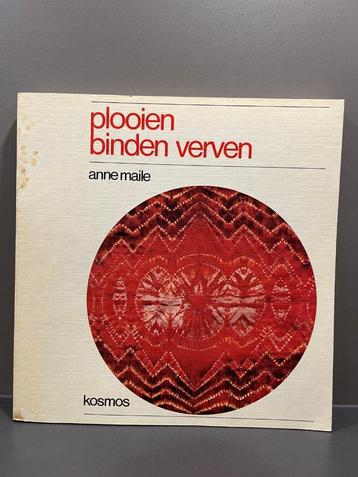 plooien
binden verven
anne maile
kosmos